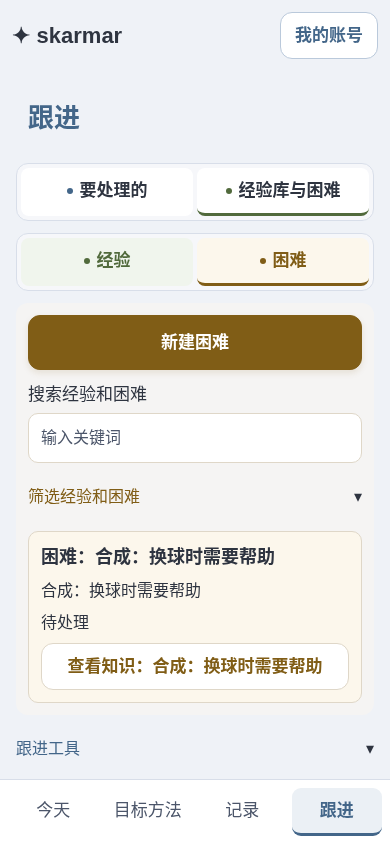 ✦ skarmar
我的账号
跟进
• 要处理的
• 经验库与困难
• 经验
• 困难
新建困难
搜索经验和困难
输入关键词
筛选经验和困难 ▾
困难：合成：换球时需要帮助
合成：换球时需要帮助
待处理
查看知识：合成：换球时需要帮助
跟进工具 ▾
今天
目标方法
记录
跟进